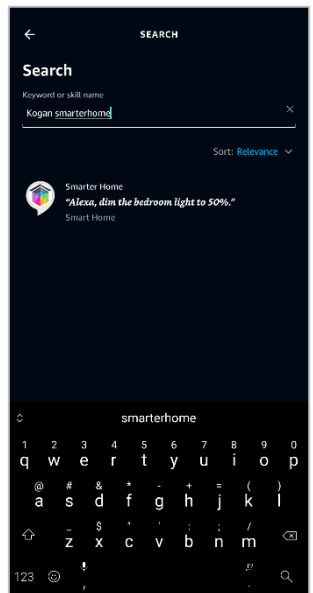 SEARCH
Search
Keyword or skill name
Kogan smarterhome
Sort: Relevance
Smarter Home
“Alexa, dim the bedroom light to 50%.”
Smart Home
smarterhome
1 2 3 4 5 6 7 8 9 0
q w e r t y u i o p
@ # & * - + = ( )
a s d f g h j k l
_ $ " ' : ; /
z x c v b n m
123 , .